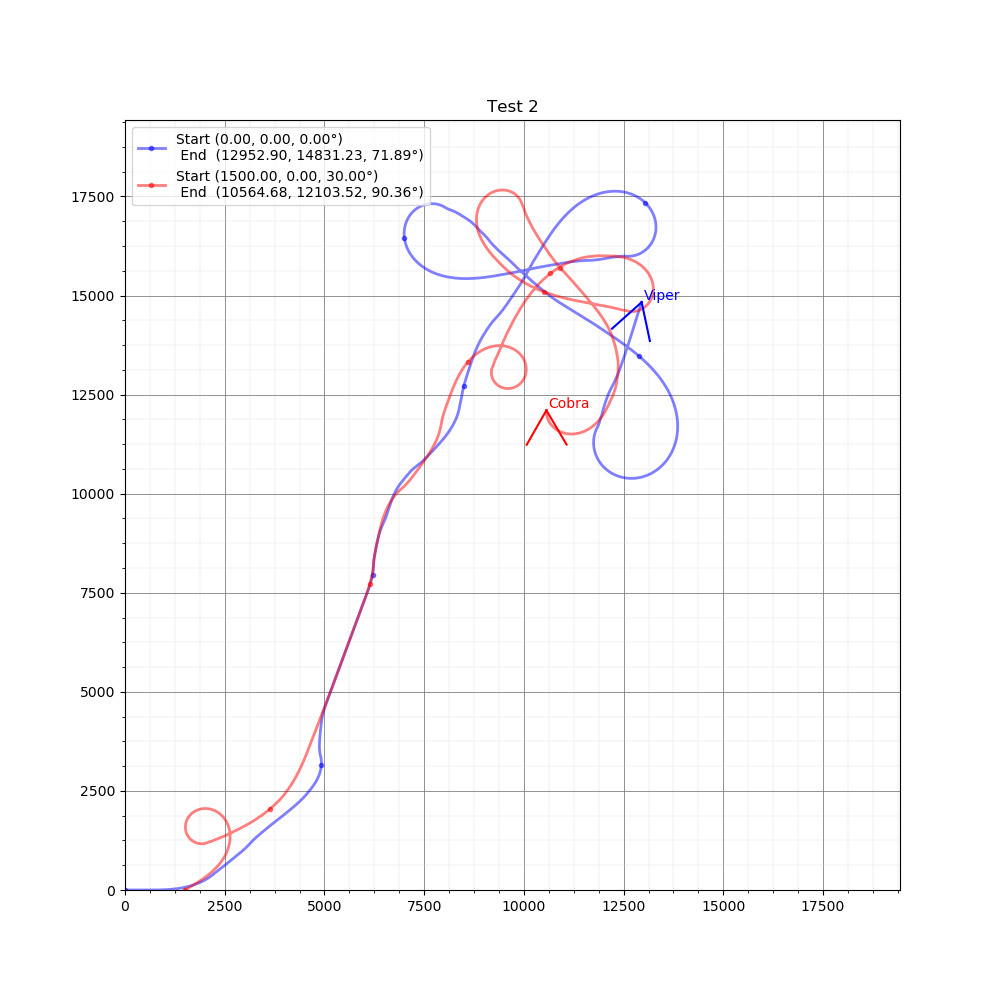 Test 2
Start (0.00, 0.00, 0.00°)
End (12952.90, 14831.23, 71.89°)
Start (1500.00, 0.00, 30.00°)
End (10564.68, 12103.52, 90.36°)
17500
15000
12500
10000
7500
5000
2500
0
Viper
Cobra
0 2500 5000 7500 10000 12500 15000 17500